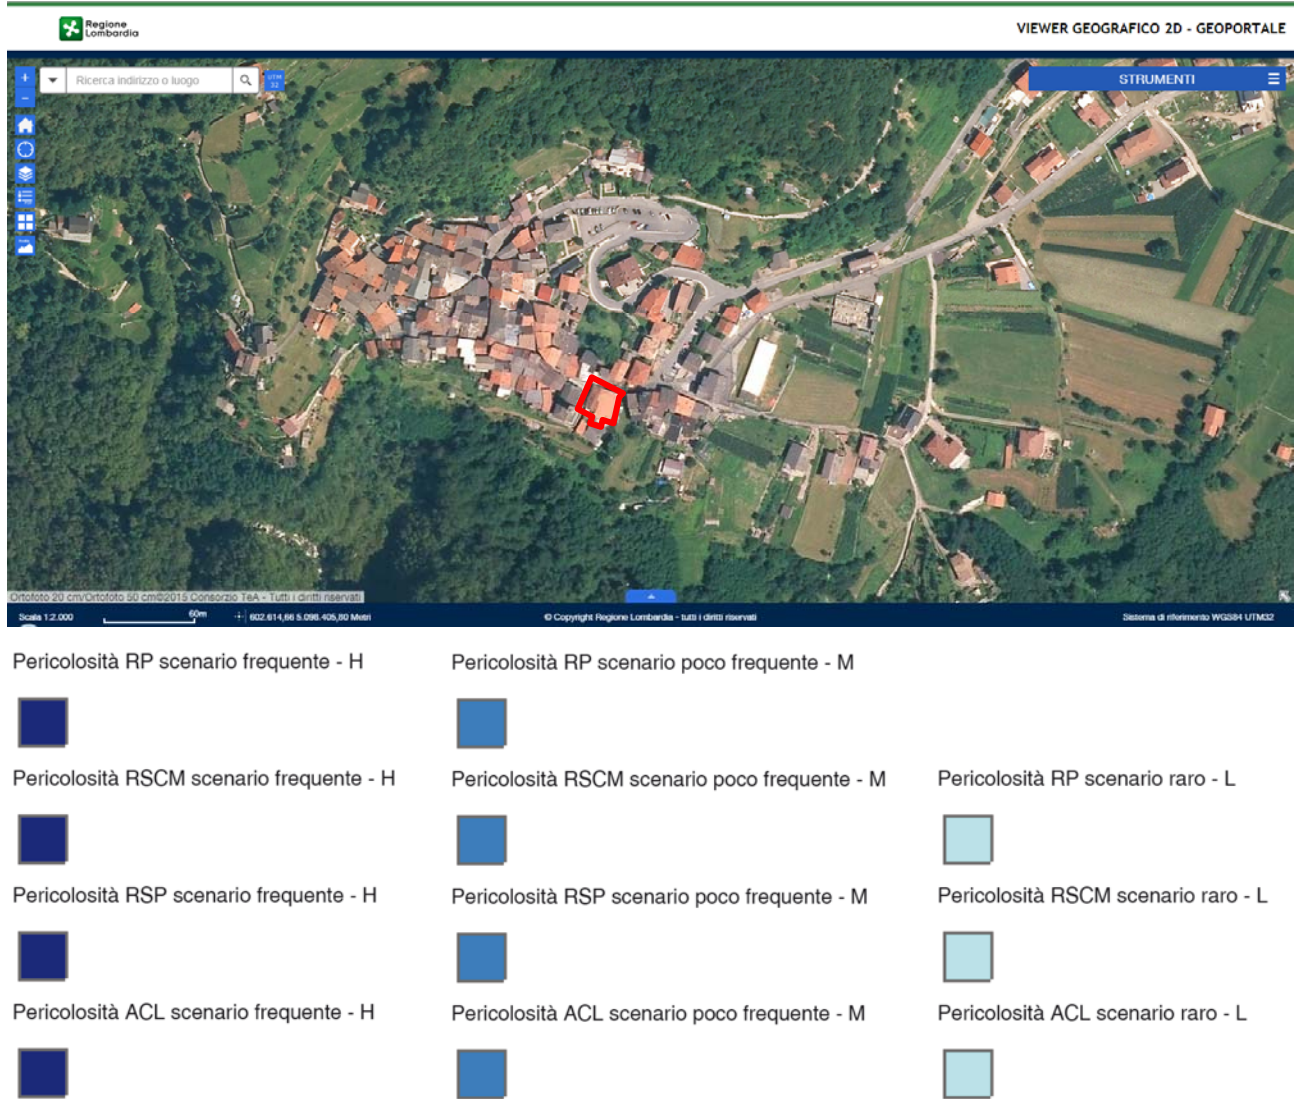 Regione
Lombardia
VIEWER GEOGRAFICO 2D - GEOPORTALE
Ricerca indirizzo o luogo
UTM
32
STRUMENTI
Ortofoto 20 cm/Ortofoto 50 cm©2015 Consorzio TeA - Tutti i diritti riservati
Scala 1:2.000
60m
602.614,66 5.098.405,80 Metri
© Copyright Regione Lombardia - tutti i diritti riservati
Sistema di riferimento WGS84 UTM32
Pericolosità RP scenario frequente - H
Pericolosità RP scenario poco frequente - M
Pericolosità RSCM scenario frequente - H
Pericolosità RSCM scenario poco frequente - M
Pericolosità RP scenario raro - L
Pericolosità RSP scenario frequente - H
Pericolosità RSP scenario poco frequente - M
Pericolosità RSCM scenario raro - L
Pericolosità ACL scenario frequente - H
Pericolosità ACL scenario poco frequente - M
Pericolosità ACL scenario raro - L